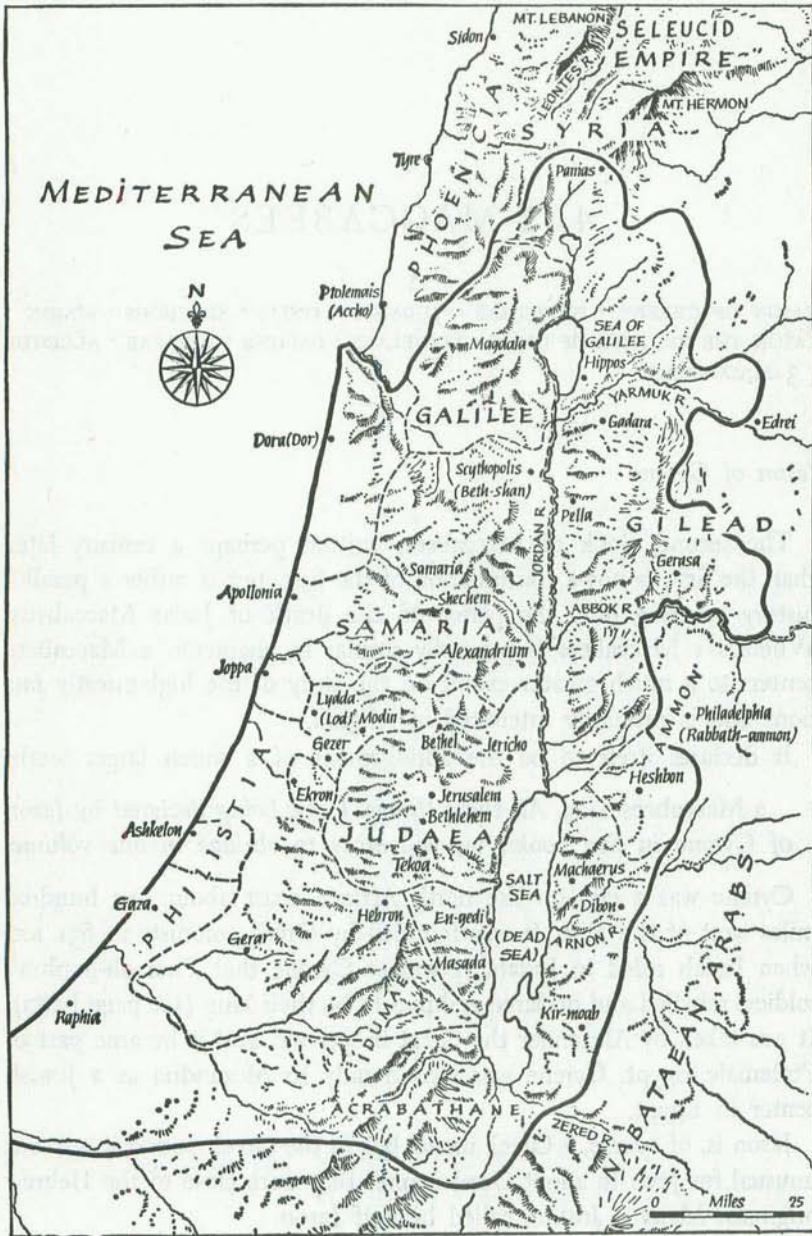 MT. LEBANON
Sidon
SELEUCID
EMPIRE
LEONTES R.
MT. HERMON
SYRIA
PHOENICIA
Tyre
Pamas
MEDITERRANEAN
SEA
N
Ptolemais
(Accho)
SEA OF
GALILEE
Magdala
Hippos
YARMUK R.
GALILEE
Gadara
Edrei
Dora (Dor)
Scythopolis
(Beth-shan)
JORDAN R.
Pella
GILEAD
Samaria
Gerasa
Apollonia
Shechem
JABBOK R.
SAMARIA
Alexandrium
Joppa
AMMON
Lydda
(Lod)
Modin
Philadelphia
(Rabbath-ammon)
Gezer
Bethel
Jericho
Heshbon
Ekron
Jerusalem
Bethlehem
Ashkelon
JUDAEA
PHILISTIA
Tekoa
SALT
SEA
(DEAD
SEA)
Machaerus
Dibon
Gaza
Hebron
En-gedi
ARNON R.
Gerar
Masada
IDUMEA
Raphia
Kir-moab
NABATAEAN ARABS
ACRABATHANE
ZERED R.
0 Miles 25